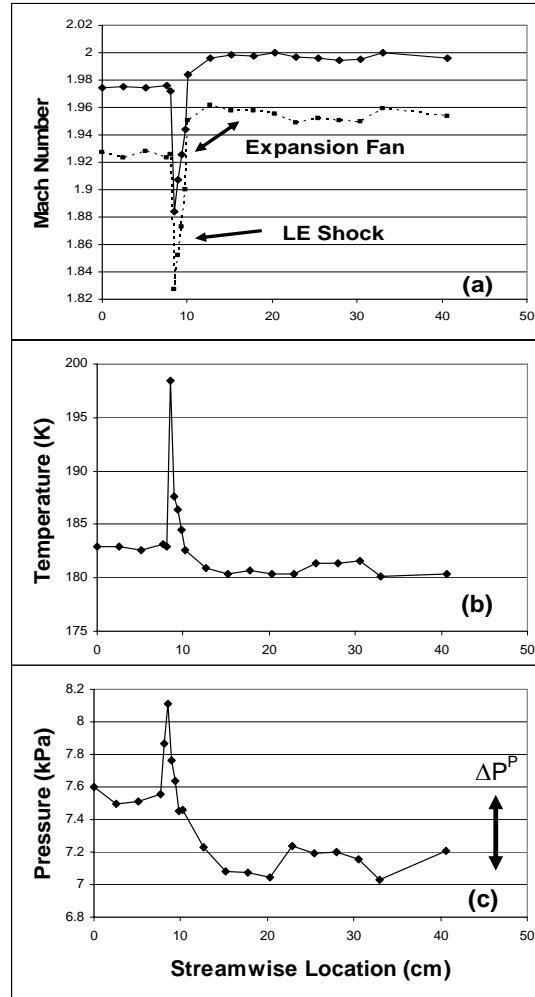 2.02
2
1.98
1.96
1.94
1.92
1.9
1.88
1.86
1.84
1.82
Mach Number
Expansion Fan
LE Shock
(a)
0 10 20 30 40 50
200
195
190
185
180
175
Temperature (K)
(b)
0 10 20 30 40 50
8.2
8
7.8
7.6
7.4
7.2
7
6.8
Pressure (kPa)
ΔP^P
(c)
0 10 20 30 40 50
Streamwise Location (cm)